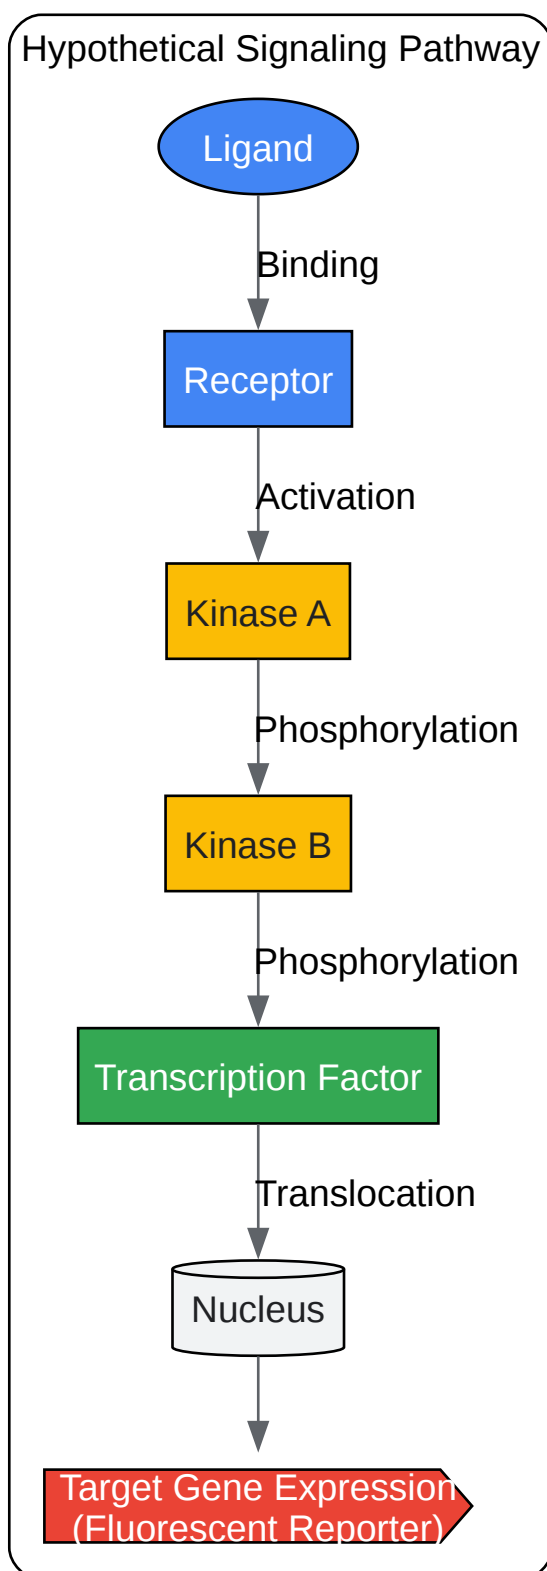 Hypothetical Signaling Pathway
Ligand
Binding
Receptor
Activation
Kinase A
Phosphorylation
Kinase B
Phosphorylation
Transcription Factor
Translocation
Nucleus
Target Gene Expression
(Fluorescent Reporter)